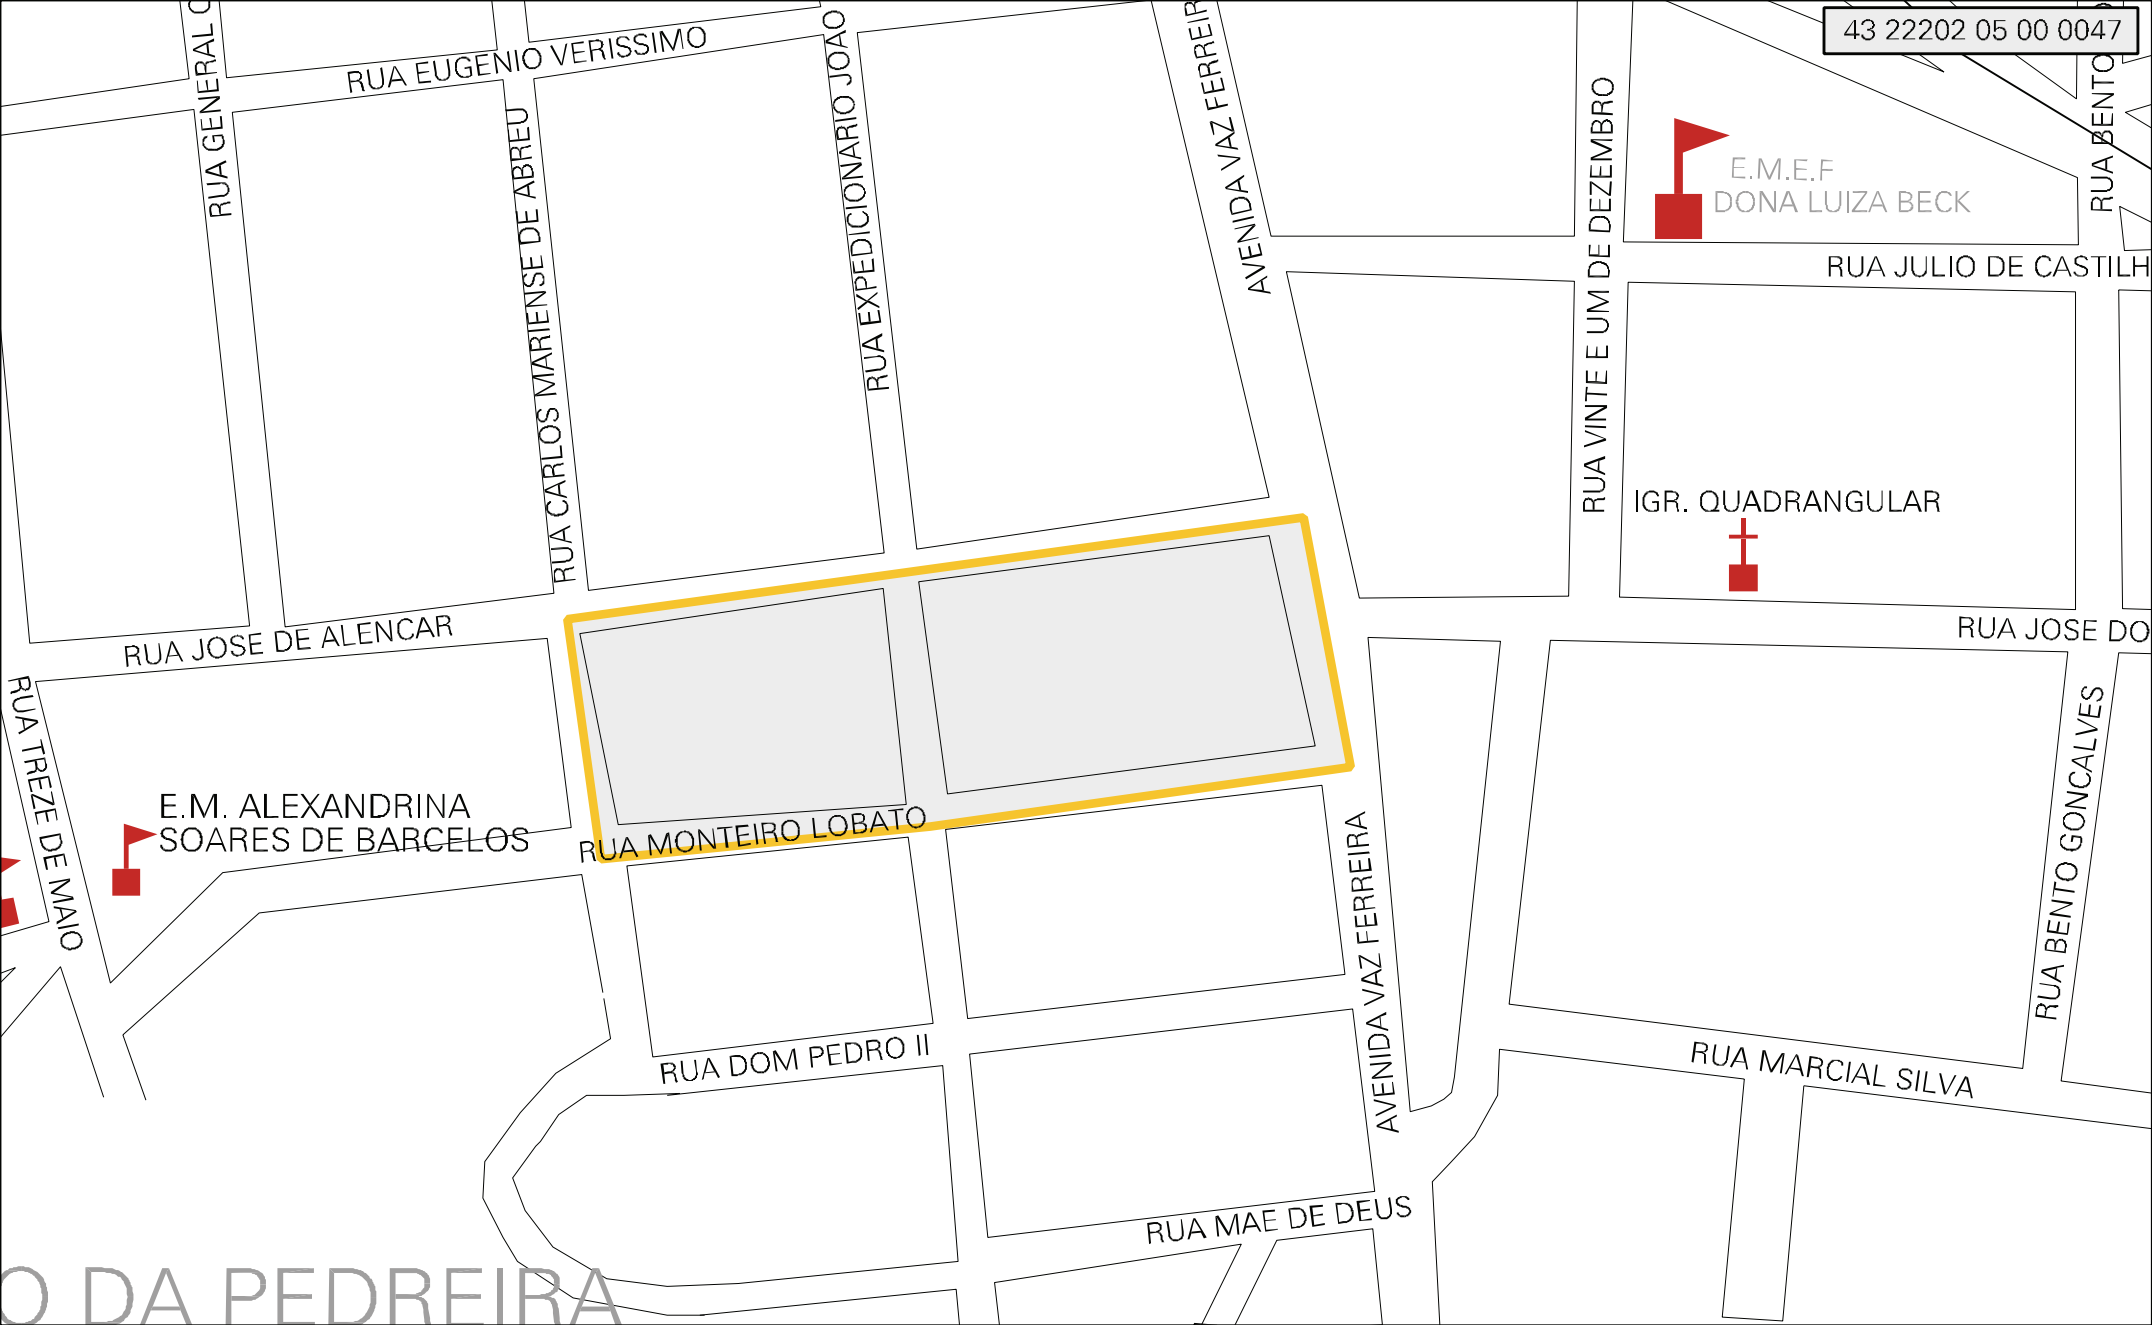 43 22202 05 00 0047
RUA EUGENIO VERISSIMO
RUA GENERAL
RUA CARLOS MARIENSE DE ABREU
RUA EXPEDICIONARIO JOAO
AVENIDA VAZ FERREIR
RUA VINTE E UM DE DEZEMBRO
RUA BENTO
E.M.E.F
DONA LUIZA BECK
RUA JULIO DE CASTILH
IGR. QUADRANGULAR
RUA JOSE DE ALENCAR
RUA JOSE DO
RUA TREZE DE MAIO
E.M. ALEXANDRINA
SOARES DE BARCELOS
RUA MONTEIRO LOBATO
AVENIDA VAZ FERREIRA
RUA BENTO GONCALVES
RUA DOM PEDRO II
RUA MARCIAL SILVA
RUA MAE DE DEUS
O DA PEDREIRA